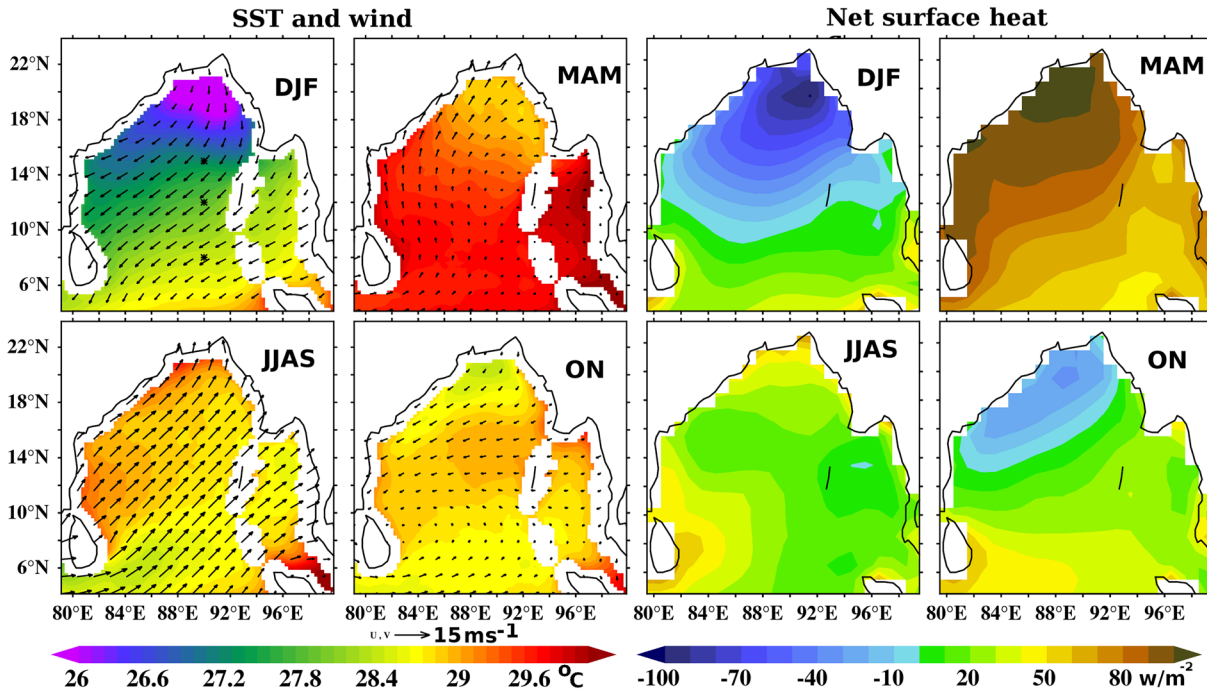 SST and wind
Net surface heat
22°N
18°N
14°N
10°N
6°N
DJF
MAM
DJF
MAM
22°N
18°N
14°N
10°N
6°N
JJAS
ON
JJAS
ON
80°E 84°E 88°E 92°E 96°E
80°E 84°E 88°E 92°E 96°E
80°E 84°E 88°E 92°E 96°E
80°E 84°E 88°E 92°E 96°E
U, V 15 ms⁻¹
26 26.6 27.2 27.8 28.4 29 29.6 °C
-100 -70 -40 -10 20 50 80 w/m⁻²